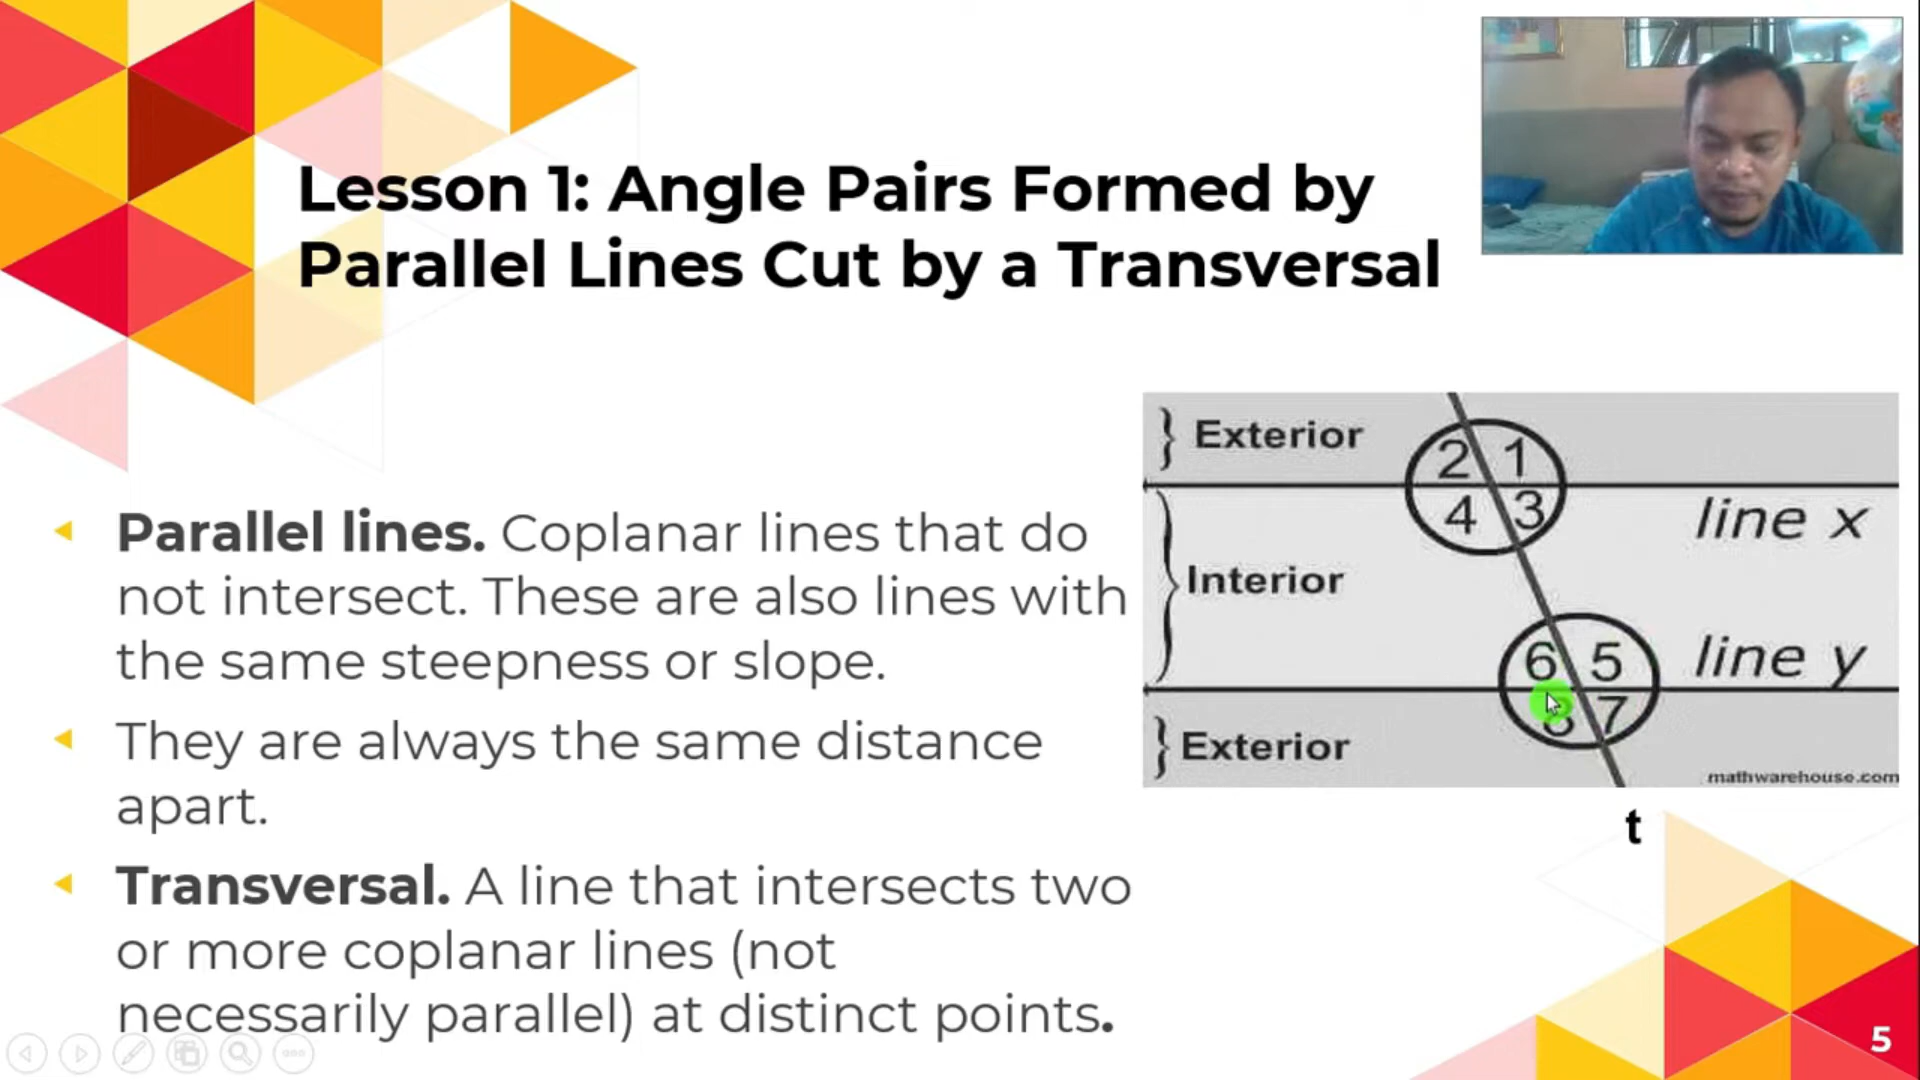 Lesson 1: Angle Pairs Formed by
Parallel Lines Cut by a Transversal
Parallel lines. Coplanar lines that do
not intersect. These are also lines with
the same steepness or slope.
They are always the same distance
apart.
Transversal. A line that intersects two
or more coplanar lines (not
necessarily parallel) at distinct points.
} Exterior
2 1
4 3
line x
Interior
6 5
line y
8 7
} Exterior
mathwarehouse.com
t
5